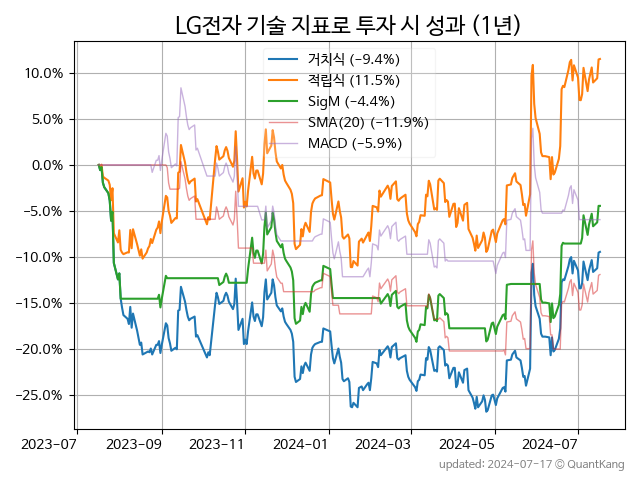 LG전자 기술 지표로 투자 시 성과 (1년)
거치식 (−9.4%)
적립식 (11.5%)
SigM (−4.4%)
SMA(20) (−11.9%)
MACD (−5.9%)
10.0%
5.0%
0.0%
−5.0%
−10.0%
−15.0%
−20.0%
−25.0%
2023−07 2023−09 2023−11 2024−01 2024−03 2024−05 2024−07
updated: 2024−07−17 © QuantKang